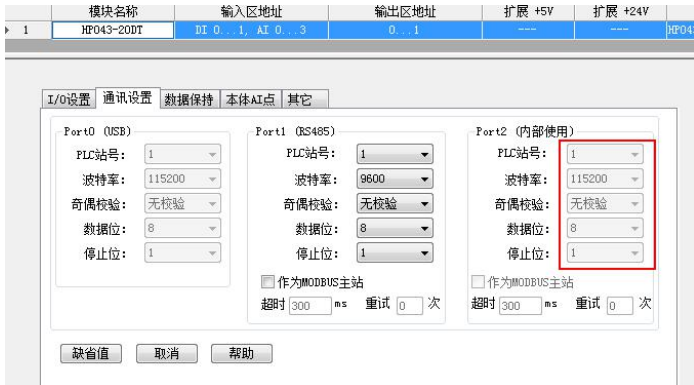 模块名称 输入区地址 输出区地址 扩展 +5V 扩展 +24V
1 HP043-20DT DI 0...1, AI 0...3 0...1 --- --- HP04
I/O设置 通讯设置 数据保持 本体AI点 其它
Port0 (USB) Port1 (RS485) Port2 (内部使用)
PLC站号: 1 PLC站号: 1 PLC站号: 1
波特率: 115200 波特率: 9600 波特率: 115200
奇偶校验: 无校验 奇偶校验: 无校验 奇偶校验: 无校验
数据位: 8 数据位: 8 数据位: 8
停止位: 1 停止位: 1 停止位: 1
作为MODBUS主站 作为MODBUS主站
超时 300 ms 重试 0 次 超时 300 ms 重试 0 次
缺省值 取消 帮助